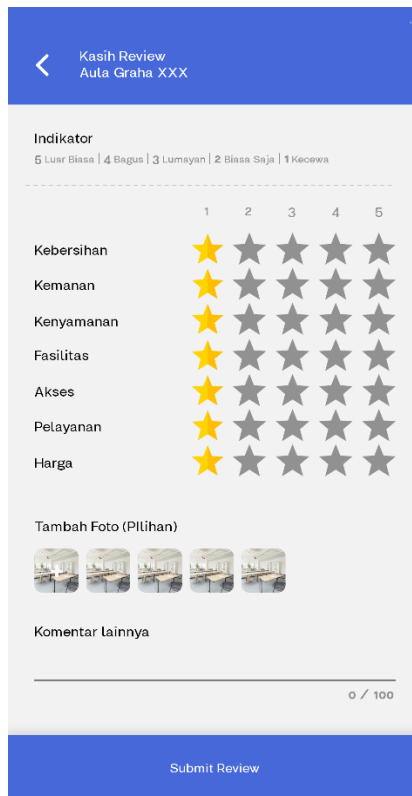 Kasih Review
Aula Graha XXX
Indikator
5 Luar Biasa | 4 Bagus | 3 Lumayan | 2 Biasa Saja | 1 Kecewa
1 2 3 4 5
Kebersihan
Kemanan
Kenyamanan
Fasilitas
Akses
Pelayanan
Harga
Tambah Foto (PIlihan)
Komentar lainnya
0 / 100
Submit Review